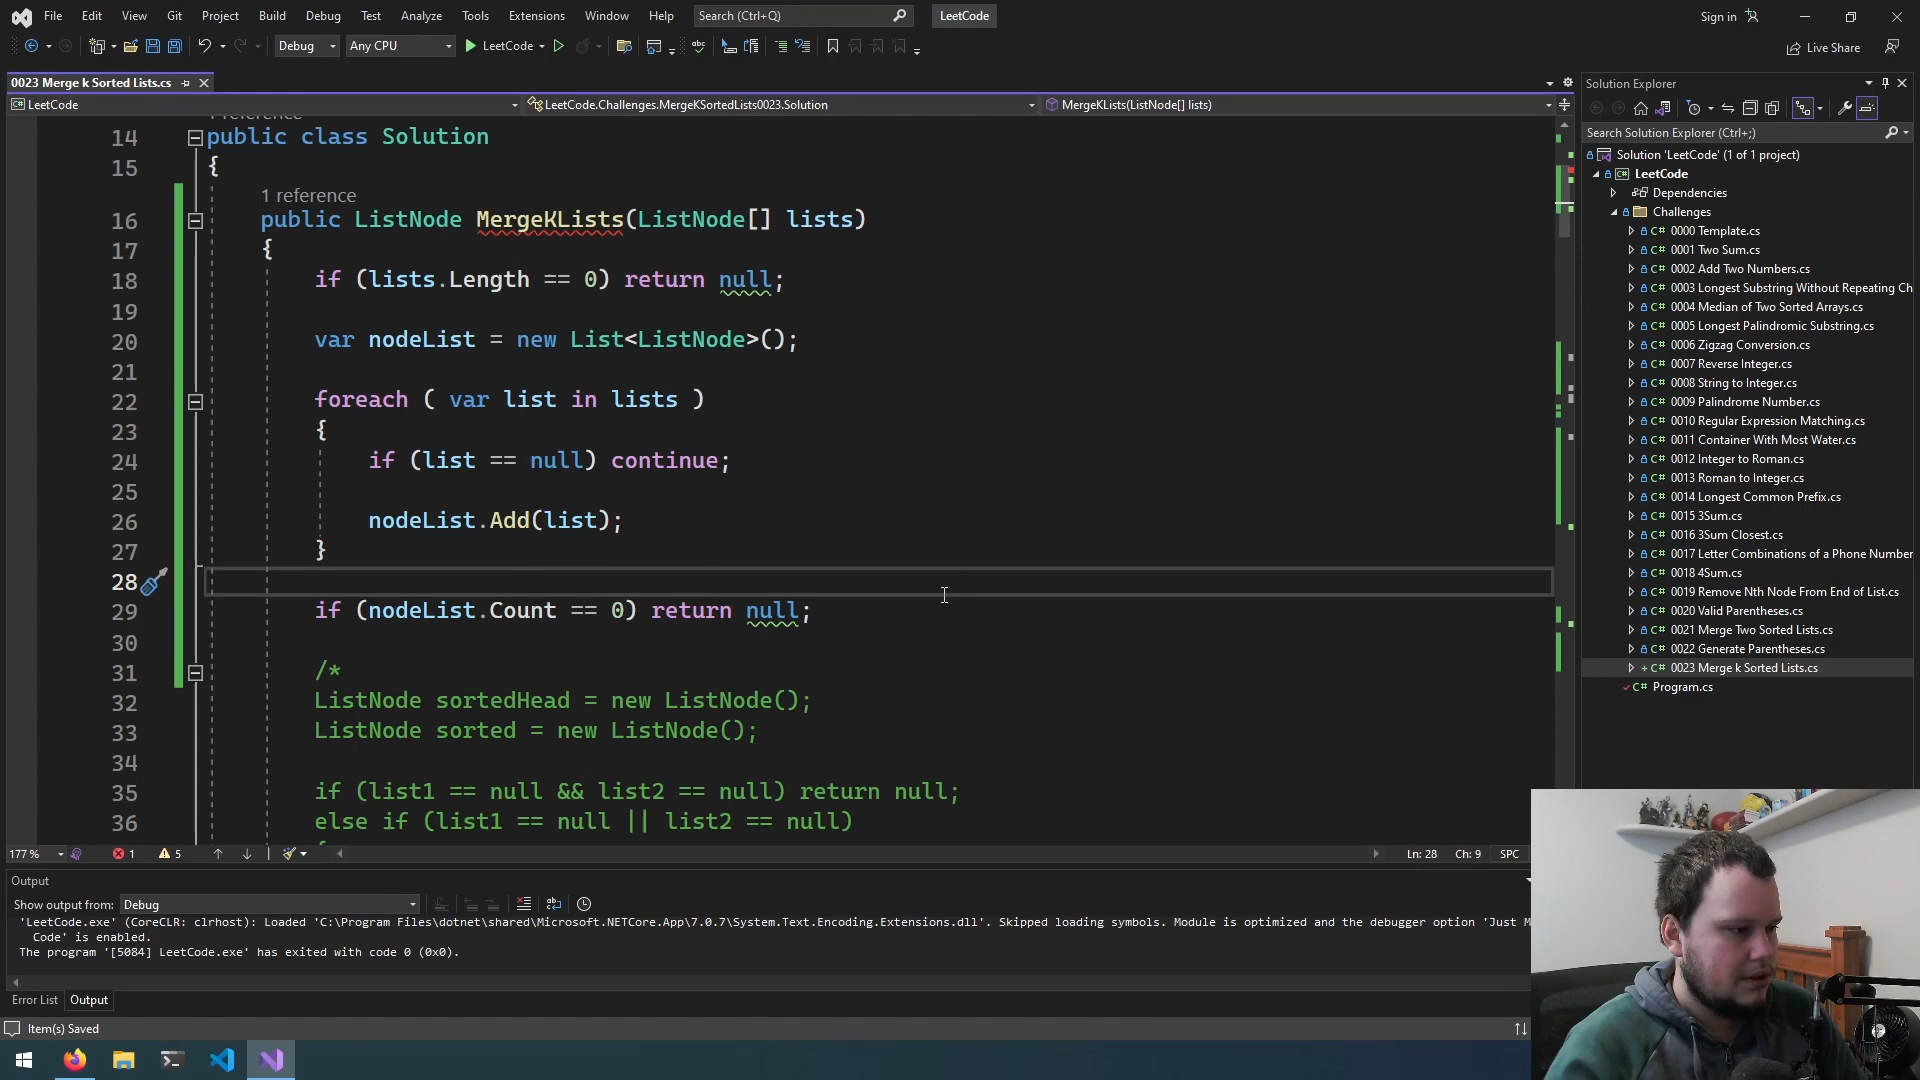 File Edit View Git Project Build Debug Test Analyze Tools Extensions Window Help Search (Ctrl+Q) LeetCode Sign in
Debug Any CPU LeetCode Live Share
0023 Merge k Sorted Lists.cs
LeetCode LeetCode.Challenges.MergeKSortedLists0023.Solution MergeKLists(ListNode[] lists)
14 public class Solution
15 {
1 reference
16 public ListNode MergeKLists(ListNode[] lists)
17 {
18 if (lists.Length == 0) return null;
19
20 var nodeList = new List<ListNode>();
21
22 foreach ( var list in lists )
23 {
24 if (list == null) continue;
25
26 nodeList.Add(list);
27 }
28
29 if (nodeList.Count == 0) return null;
30
31 /*
32 ListNode sortedHead = new ListNode();
33 ListNode sorted = new ListNode();
34
35 if (list1 == null && list2 == null) return null;
36 else if (list1 == null || list2 == null)
177 % 1 5 Ln: 28 Ch: 9 SPC
Output
Show output from: Debug
'LeetCode.exe' (CoreCLR: clrhost): Loaded 'C:\Program Files\dotnet\shared\Microsoft.NETCore.App\7.0.7\System.Text.Encoding.Extensions.dll'. Skipped loading symbols. Module is optimized and the debugger option 'Just M
Code' is enabled.
The program '[5084] LeetCode.exe' has exited with code 0 (0x0).
Error List Output
Item(s) Saved
Solution Explorer
Search Solution Explorer (Ctrl+;)
Solution 'LeetCode' (1 of 1 project)
LeetCode
Dependencies
Challenges
C# 0000 Template.cs
C# 0001 Two Sum.cs
C# 0002 Add Two Numbers.cs
C# 0003 Longest Substring Without Repeating Ch
C# 0004 Median of Two Sorted Arrays.cs
C# 0005 Longest Palindromic Substring.cs
C# 0006 Zigzag Conversion.cs
C# 0007 Reverse Integer.cs
C# 0008 String to Integer.cs
C# 0009 Palindrome Number.cs
C# 0010 Regular Expression Matching.cs
C# 0011 Container With Most Water.cs
C# 0012 Integer to Roman.cs
C# 0013 Roman to Integer.cs
C# 0014 Longest Common Prefix.cs
C# 0015 3Sum.cs
C# 0016 3Sum Closest.cs
C# 0017 Letter Combinations of a Phone Number
C# 0018 4Sum.cs
C# 0019 Remove Nth Node From End of List.cs
C# 0020 Valid Parentheses.cs
C# 0021 Merge Two Sorted Lists.cs
C# 0022 Generate Parentheses.cs
C# 0023 Merge k Sorted Lists.cs
C# Program.cs